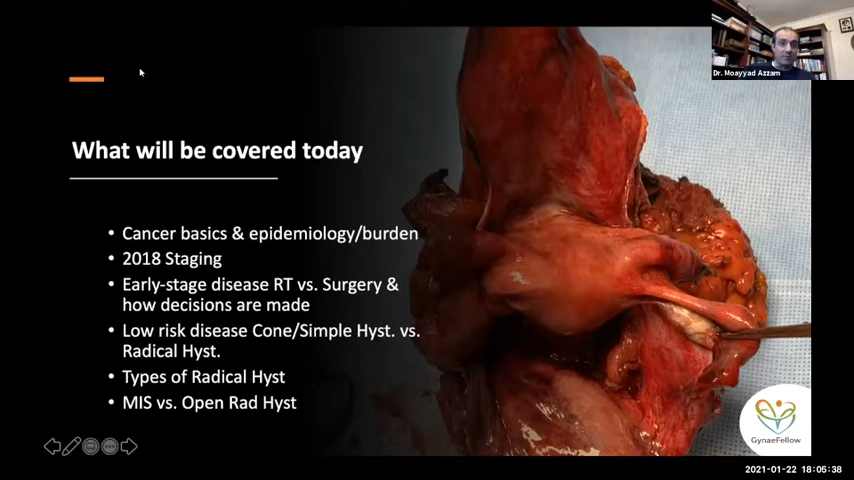 Dr. Moayyad Azzam
What will be covered today
• Cancer basics & epidemiology/burden
• 2018 Staging
• Early-stage disease RT vs. Surgery &
how decisions are made
• Low risk disease Cone/Simple Hyst. vs.
Radical Hyst.
• Types of Radical Hyst
• MIS vs. Open Rad Hyst
GynaeFellow
2021-01-22 18:05:38